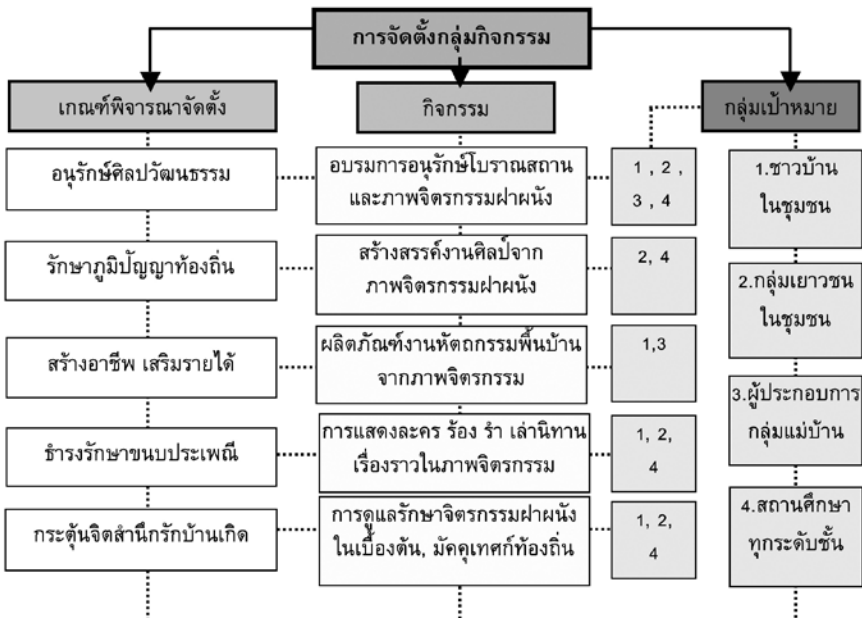 การจัดตั้งกลุ่มกิจกรรม
เกณฑ์พิจารณาจัดตั้ง
กิจกรรม
กลุ่มเป้าหมาย
อนุรักษ์ศิลปวัฒนธรรม
อบรมการอนุรักษ์โบราณสถาน
และภาพจิตรกรรมฝาผนัง
1 , 2 ,
3 , 4
1.ชาวบ้าน
ในชุมชน
รักษาภูมิปัญญาท้องถิ่น
สร้างสรรค์งานศิลป์จาก
ภาพจิตรกรรมฝาผนัง
2, 4
2.กลุ่มเยาวชน
ในชุมชน
สร้างอาชีพ เสริมรายได้
ผลิตภัณฑ์งานหัตถกรรมพื้นบ้าน
จากภาพจิตรกรรม
1,3
3.ผู้ประกอบการ
กลุ่มแม่บ้าน
ธำรงรักษาขนบประเพณี
การแสดงละคร ร้อง รำ เล่านิทาน
เรื่องราวในภาพจิตรกรรม
1, 2,
4
4.สถานศึกษา
ทุกระดับชั้น
กระตุ้นจิตสำนึกรักบ้านเกิด
การดูแลรักษาจิตรกรรมฝาผนัง
ในเบื้องต้น, มัคคุเทศก์ท้องถิ่น
1, 2,
4